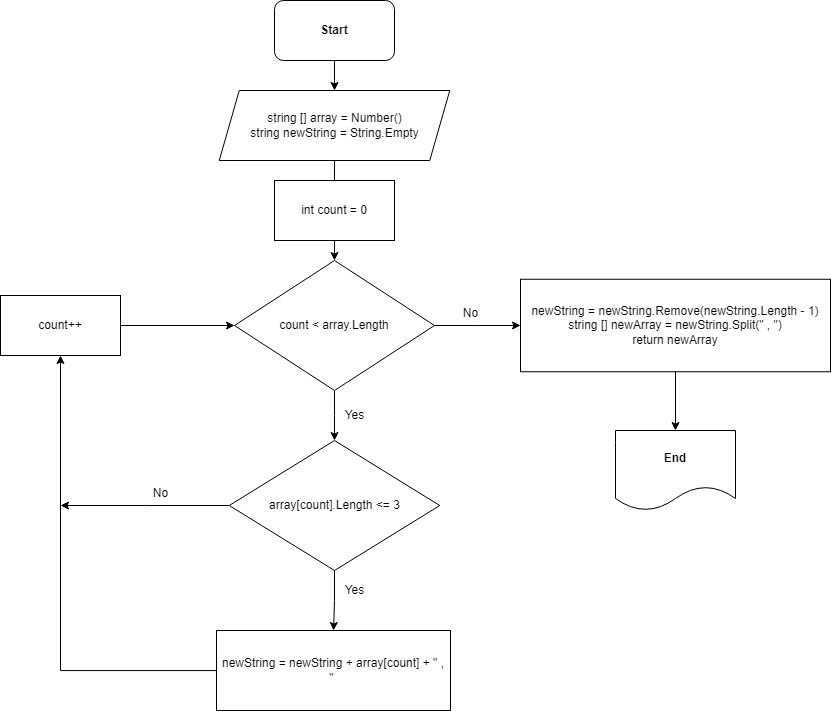 Start
string [] array = Number()
string newString = String.Empty
int count = 0
count++
count < array.Length
No
newString = newString.Remove(newString.Length - 1)
string [] newArray = newString.Split(" , ")
return newArray
Yes
End
No
array[count].Length <= 3
Yes
newString = newString + array[count] + " ,
"